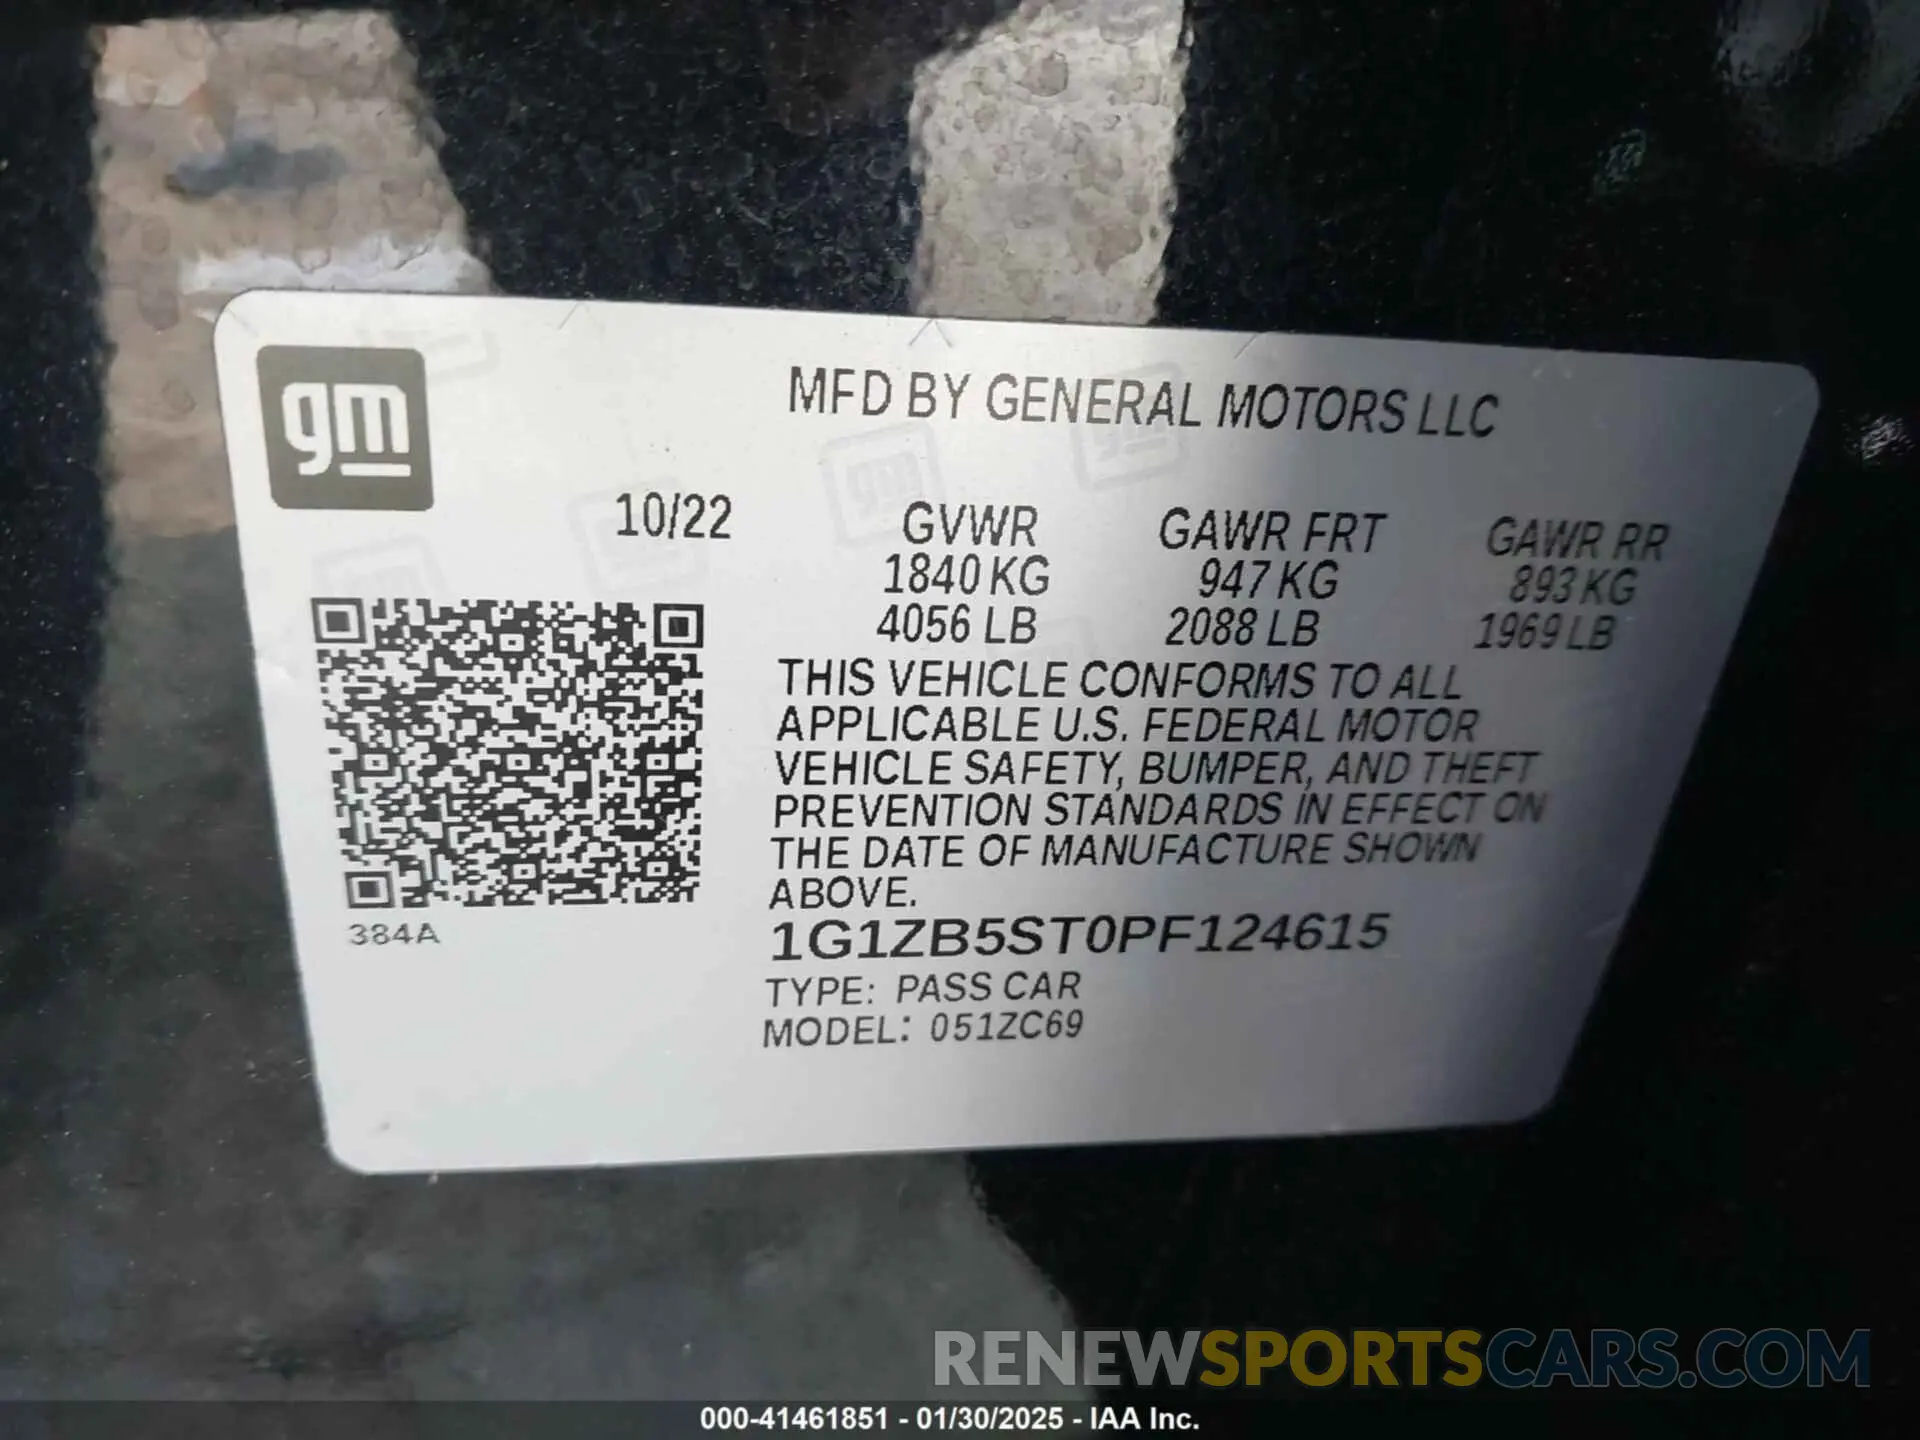 gm
MFD BY GENERAL MOTORS LLC
10/22
GVWR GAWR FRT GAWR RR
1840 KG 947 KG 893 KG
4056 LB 2088 LB 1969 LB
THIS VEHICLE CONFORMS TO ALL
APPLICABLE U.S. FEDERAL MOTOR
VEHICLE SAFETY, BUMPER, AND THEFT
PREVENTION STANDARDS IN EFFECT ON
THE DATE OF MANUFACTURE SHOWN
ABOVE.
384A
1G1ZB5ST0PF124615
TYPE: PASS CAR
MODEL: 051ZC69
RENEWSPORTSCARS.COM
000-41461851 - 01/30/2025 - IAA Inc.